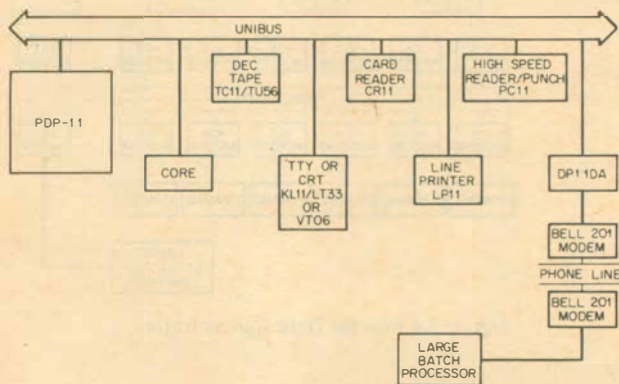 UNIBUS
PDP-11
CORE
DEC
TAPE
TC11/TU56
TTY OR
CRT
KL11/LT33
OR
VT06
CARD
READER
CR11
LINE
PRINTER
LP11
HIGH SPEED
READER/PUNCH
PC11
DP11DA
BELL 201
MODEM
PHONE LINE
BELL 201
MODEM
LARGE
BATCH
PROCESSOR